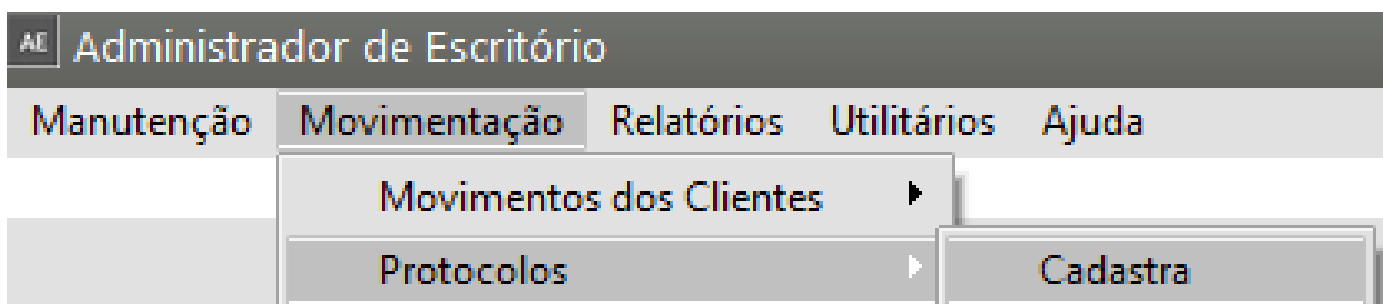 AE Administrador de Escritório
Manutenção Movimentação Relatórios Utilitários Ajuda
Movimentos dos Clientes
Protocolos Cadastra